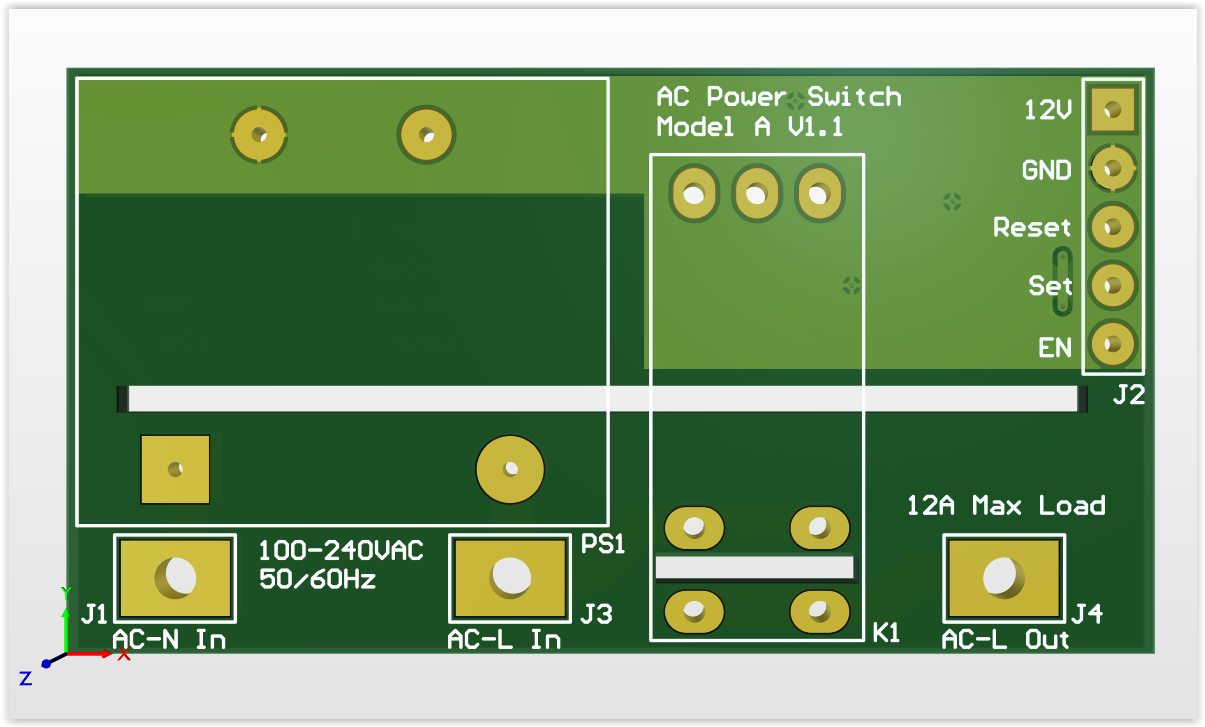 AC Power Switch
Model A V1.1
12V
GND
Reset
Set
EN
J2
12A Max Load
100-240VAC
50/60Hz
PS1
J1
J3
J4
K1
AC-N In
AC-L In
AC-L Out
Y
X
Z